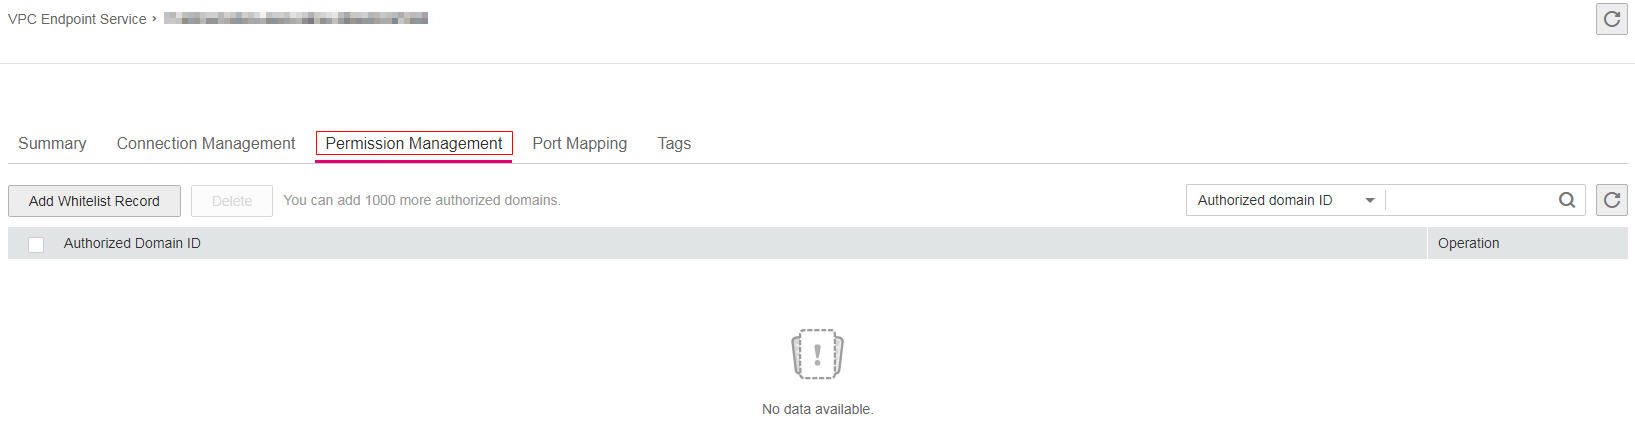 VPC Endpoint Service ›
Summary Connection Management Permission Management Port Mapping Tags
Add Whitelist Record Delete You can add 1000 more authorized domains. Authorized domain ID
Authorized Domain ID Operation
No data available.